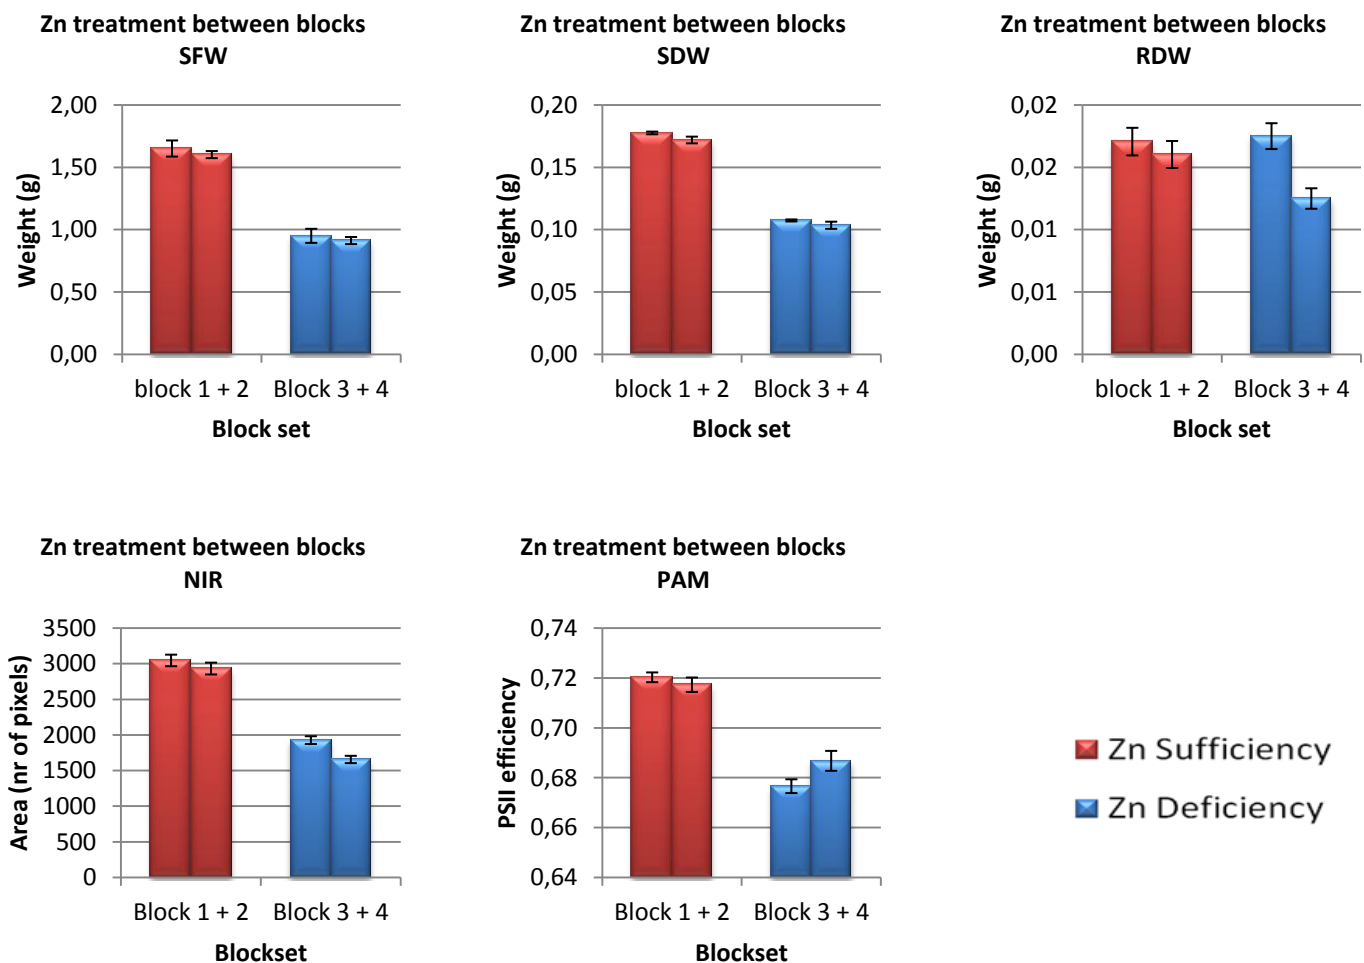 Zn treatment between blocks
SFW
2,00
1,50
1,00
0,50
0,00
Weight (g)
block 1 + 2
Block 3 + 4
Block set
Zn treatment between blocks
SDW
0,20
0,15
0,10
0,05
0,00
Weight (g)
block 1 + 2
Block 3 + 4
Block set
Zn treatment between blocks
RDW
0,02
0,02
0,01
0,01
0,00
Weight (g)
block 1 + 2
Block 3 + 4
Block set
Zn treatment between blocks
NIR
3500
3000
2500
2000
1500
1000
500
0
Area (nr of pixels)
Block 1 + 2
Block 3 + 4
Blockset
Zn treatment between blocks
PAM
0,74
0,72
0,70
0,68
0,66
0,64
PSII efficiency
Block 1 + 2
Block 3 + 4
Blockset
Zn Sufficiency
Zn Deficiency